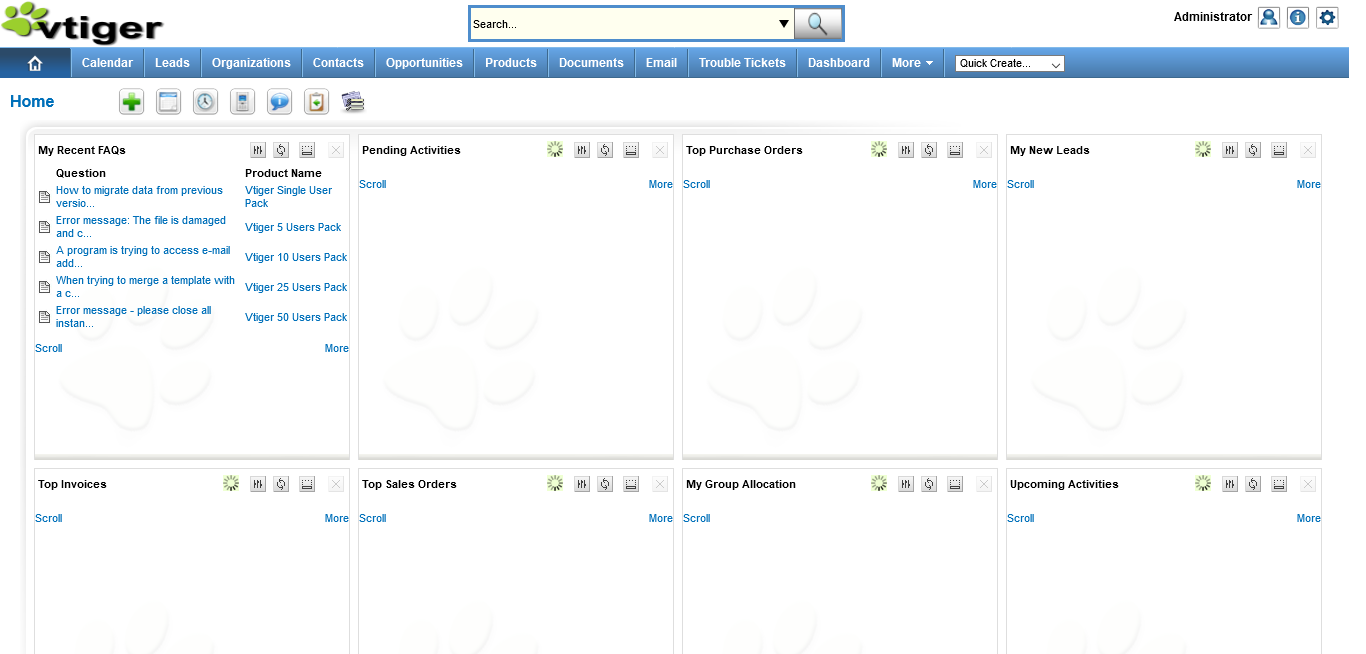 vtiger
Search...
Administrator
Calendar Leads Organizations Contacts Opportunities Products Documents Email Trouble Tickets Dashboard More Quick Create...
Home
My Recent FAQs
Question Product Name
How to migrate data from previous versio... Vtiger Single User Pack
Error message: The file is damaged and c... Vtiger 5 Users Pack
A program is trying to access e-mail add... Vtiger 10 Users Pack
When trying to merge a template with a c... Vtiger 25 Users Pack
Error message - please close all instan... Vtiger 50 Users Pack
Scroll More
Pending Activities
Scroll More
Top Purchase Orders
Scroll More
My New Leads
Scroll More
Top Invoices
Scroll More
Top Sales Orders
Scroll More
My Group Allocation
Scroll More
Upcoming Activities
Scroll More